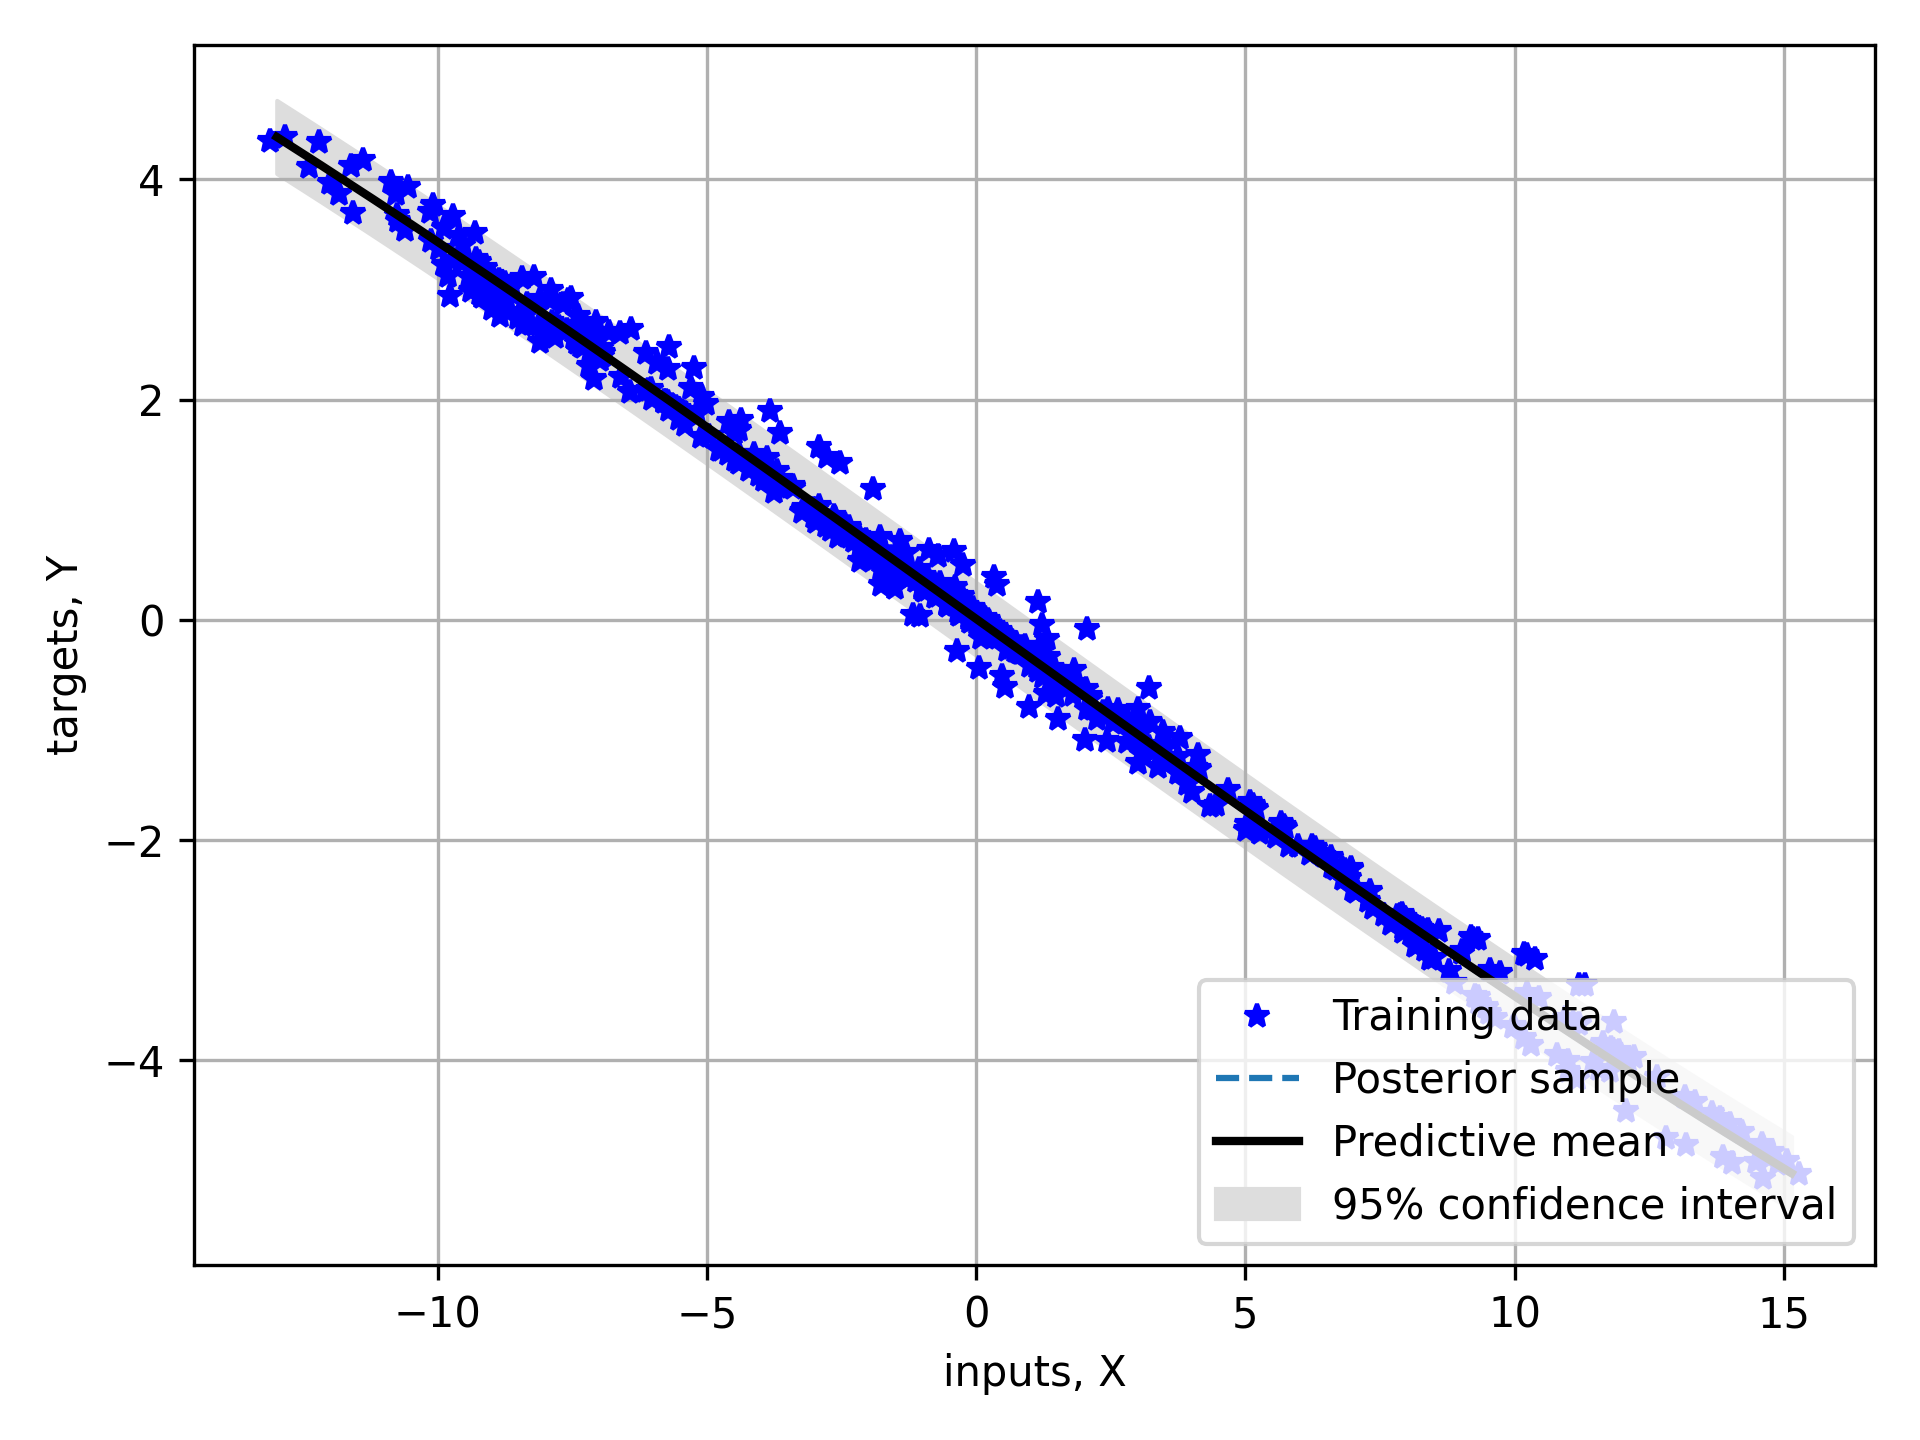 4
2
0
−2
−4
targets, Y
−10
−5
0
5
10
15
inputs, X
Training data
Posterior sample
Predictive mean
95% confidence interval